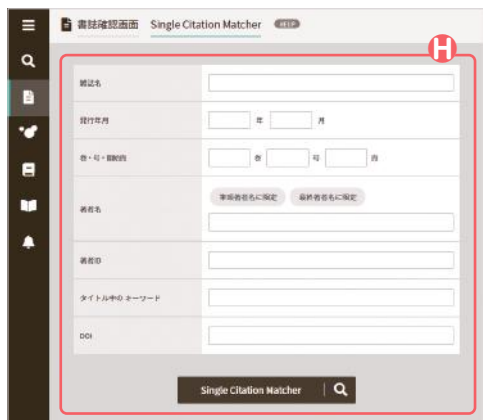 書誌確認画面 Single Citation Matcher HELP
H
雑誌名
発行年月 年 月
巻・号・開始頁 巻 号 頁
筆頭著者名に限定 最終著者名に限定
著者名
著者ID
タイトル中のキーワード
DOI
Single Citation Matcher